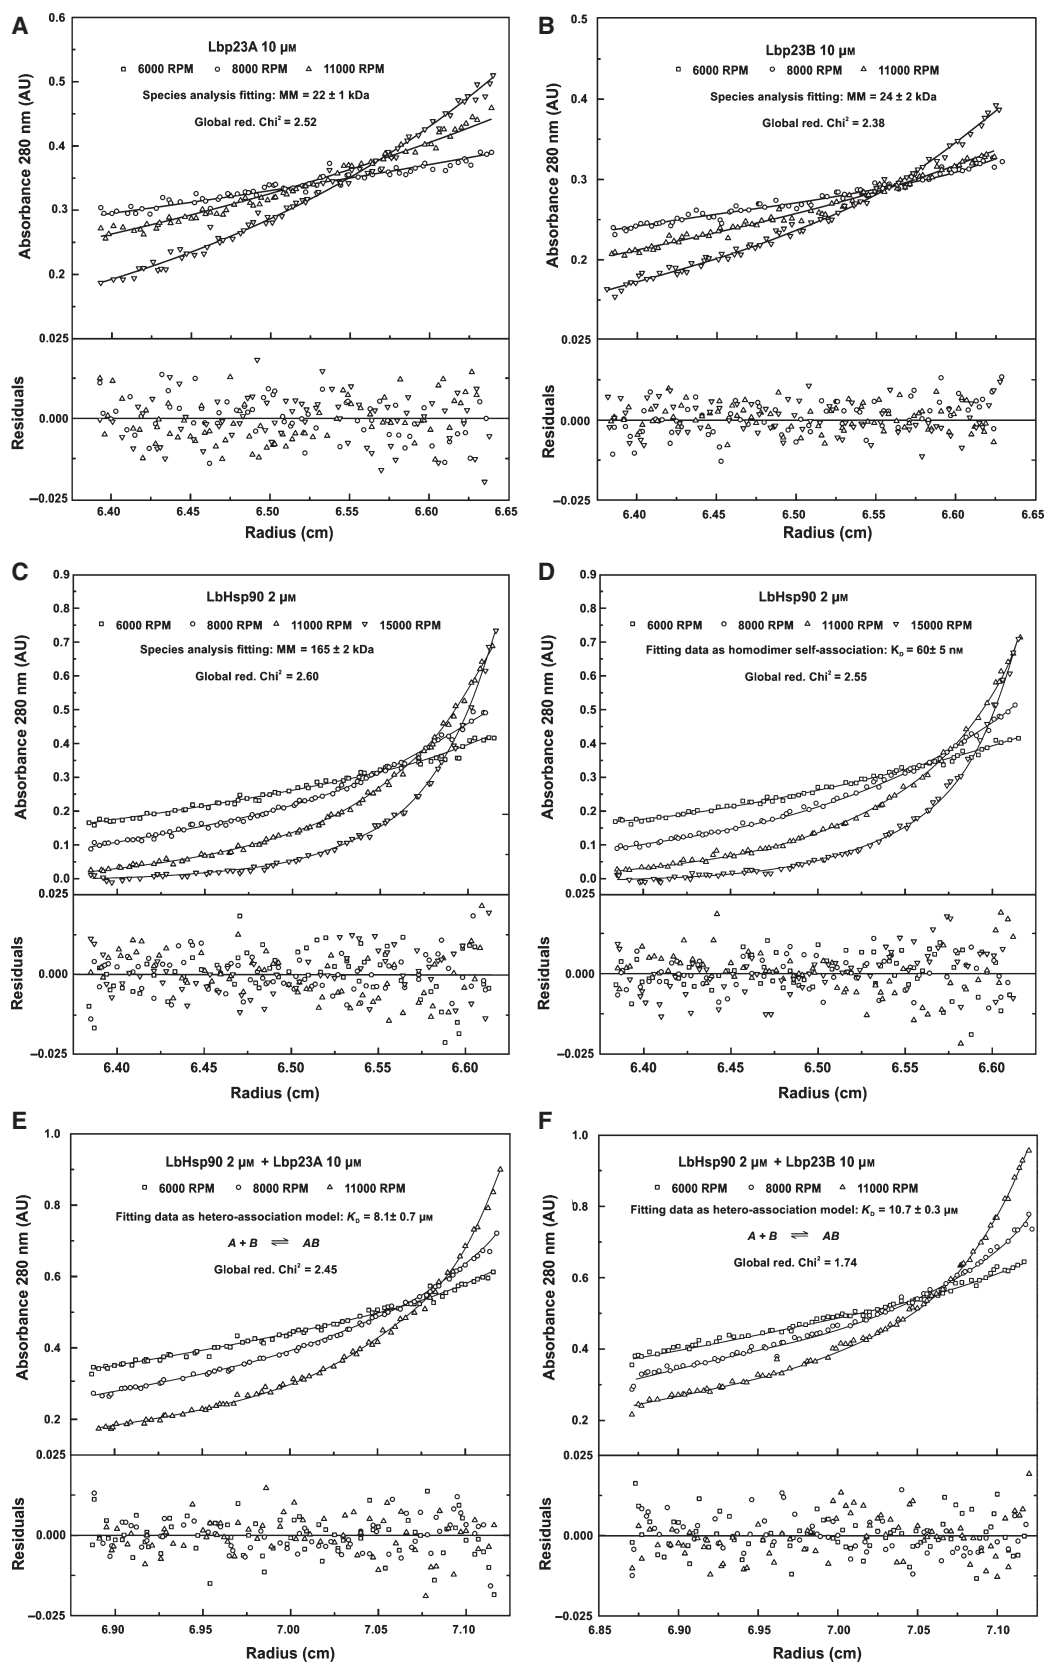 A
Lbp23A 10 μM
6000 RPM 8000 RPM 11000 RPM
Species analysis fitting: MM = 22 ± 1 kDa
Global red. Chi² = 2.52
Absorbance 280 nm (AU)
0.6
0.5
0.4
0.3
0.2
0.025
0.000
–0.025
Residuals
6.40 6.45 6.50 6.55 6.60 6.65
Radius (cm)
B
Lbp23B 10 μM
6000 RPM 8000 RPM 11000 RPM
Species analysis fitting: MM = 24 ± 2 kDa
Global red. Chi² = 2.38
Absorbance 280 nm (AU)
0.5
0.4
0.3
0.2
0.025
0.000
–0.025
Residuals
6.40 6.45 6.50 6.55 6.60 6.65
Radius (cm)
C
LbHsp90 2 μM
6000 RPM 8000 RPM 11000 RPM 15000 RPM
Species analysis fitting: MM = 165 ± 2 kDa
Global red. Chi² = 2.60
Absorbance 280 nm (AU)
0.9
0.8
0.7
0.6
0.5
0.4
0.3
0.2
0.1
0.0
0.025
0.000
–0.025
Residuals
6.40 6.45 6.50 6.55 6.60
Radius (cm)
D
LbHsp90 2 μM
6000 RPM 8000 RPM 11000 RPM 15000 RPM
Fitting data as homodimer self-association: KD = 60± 5 nM
Global red. Chi² = 2.55
Absorbance 280 nm (AU)
0.9
0.8
0.7
0.6
0.5
0.4
0.3
0.2
0.1
0.0
0.025
0.000
–0.025
Residuals
6.40 6.45 6.50 6.55 6.60
Radius (cm)
E
LbHsp90 2 μM + Lbp23A 10 μM
6000 RPM 8000 RPM 11000 RPM
Fitting data as hetero-association model: KD = 8.1± 0.7 μM
A + B ⇌ AB
Global red. Chi² = 2.45
Absorbance 280 nm (AU)
1.0
0.8
0.6
0.4
0.2
0.025
0.000
–0.025
Residuals
6.90 6.95 7.00 7.05 7.10
Radius (cm)
F
LbHsp90 2 μM + Lbp23B 10 μM
6000 RPM 8000 RPM 11000 RPM
Fitting data as hetero-association model: KD = 10.7 ± 0.3 μM
A + B ⇌ AB
Global red. Chi² = 1.74
Absorbance 280 nm (AU)
1.0
0.8
0.6
0.4
0.2
0.025
0.000
–0.025
Residuals
6.85 6.90 6.95 7.00 7.05 7.10
Radius (cm)